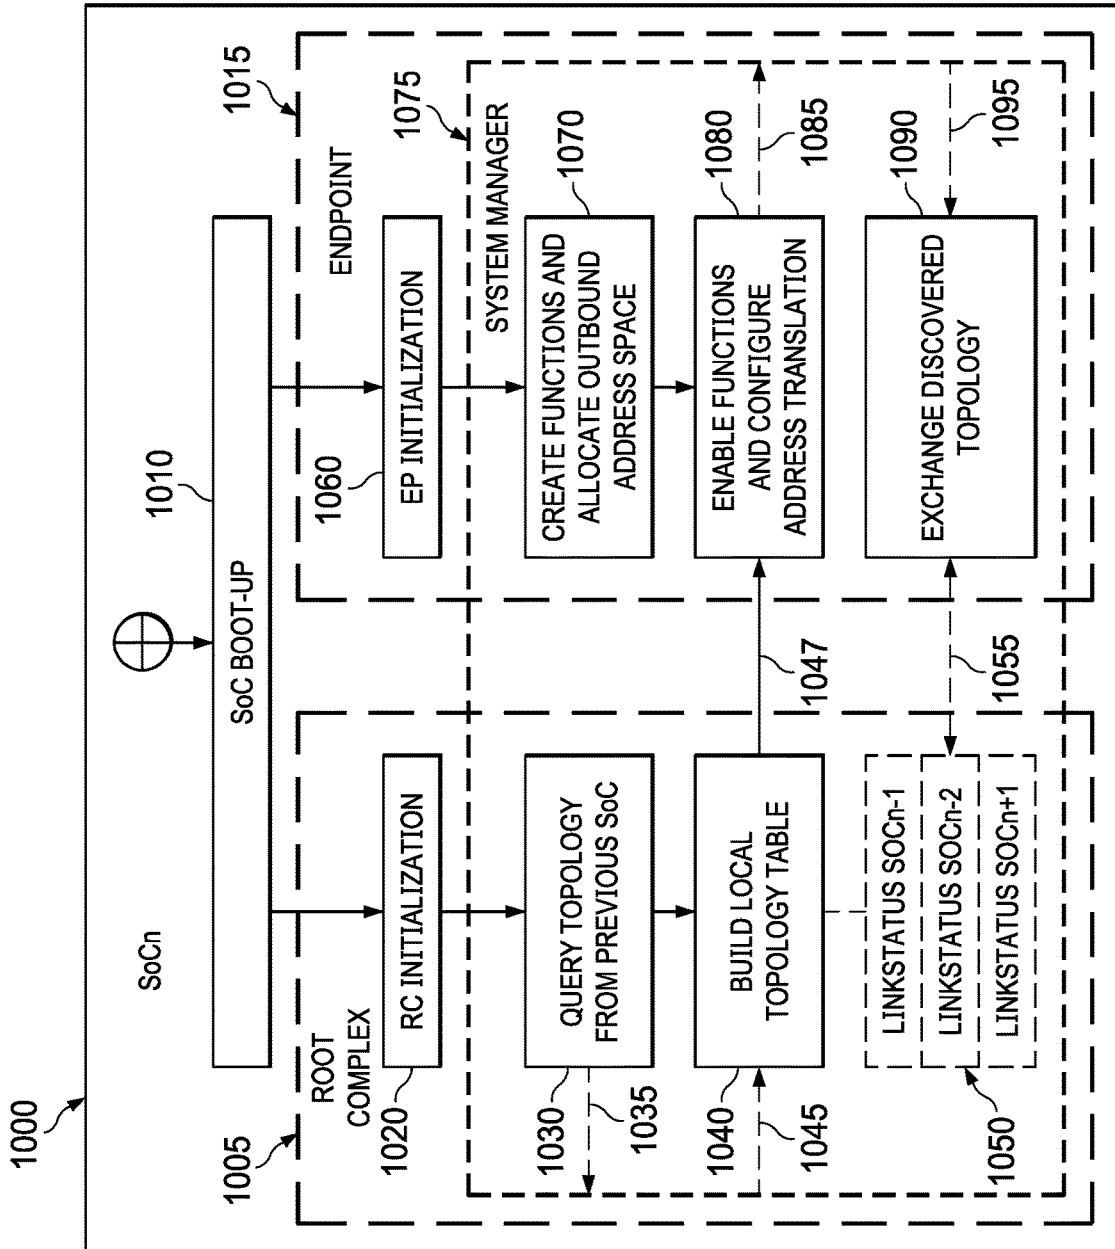 1000
SoCn
SoC BOOT-UP
1010
1005
ROOT
COMPLEX
1015
ENDPOINT
RC INITIALIZATION
1020
EP INITIALIZATION
1060
1075
SYSTEM MANAGER
QUERY TOPOLOGY
FROM PREVIOUS SoC
1030
1035
CREATE FUNCTIONS AND
ALLOCATE OUTBOUND
ADDRESS SPACE
1070
BUILD LOCAL
TOPOLOGY TABLE
1040
1045
1047
ENABLE FUNCTIONS
AND CONFIGURE
ADDRESS TRANSLATION
1080
1085
LINKSTATUS SOCn-1
LINKSTATUS SOCn-2
LINKSTATUS SOCn+1
1050
1055
EXCHANGE DISCOVERED
TOPOLOGY
1090
1095